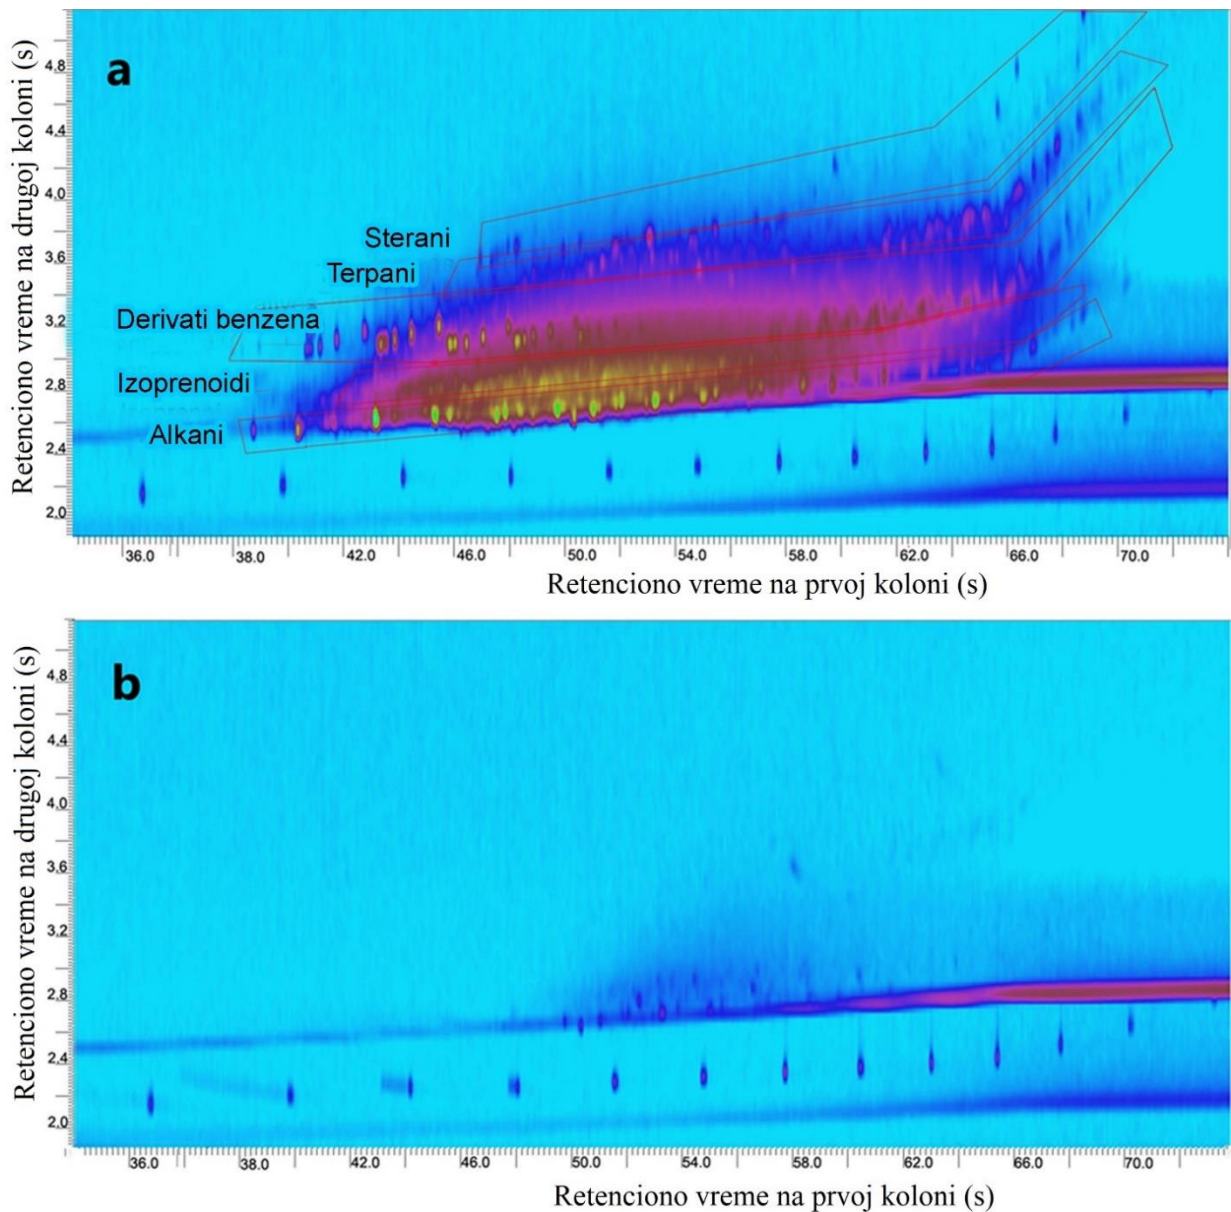 Retenciono vreme na drugoj koloni (s)
a
4.8
4.4
4.0
3.6
3.2
2.8
2.4
2.0
Sterani
Terpani
Derivati benzena
Izoprenoidi
Alkani
36.0 38.0 42.0 46.0 50.0 54.0 58.0 62.0 66.0 70.0
Retenciono vreme na prvoj koloni (s)
Retenciono vreme na drugoj koloni (s)
b
4.8
4.4
4.0
3.6
3.2
2.8
2.4
2.0
36.0 38.0 42.0 46.0 50.0 54.0 58.0 62.0 66.0 70.0
Retenciono vreme na prvoj koloni (s)